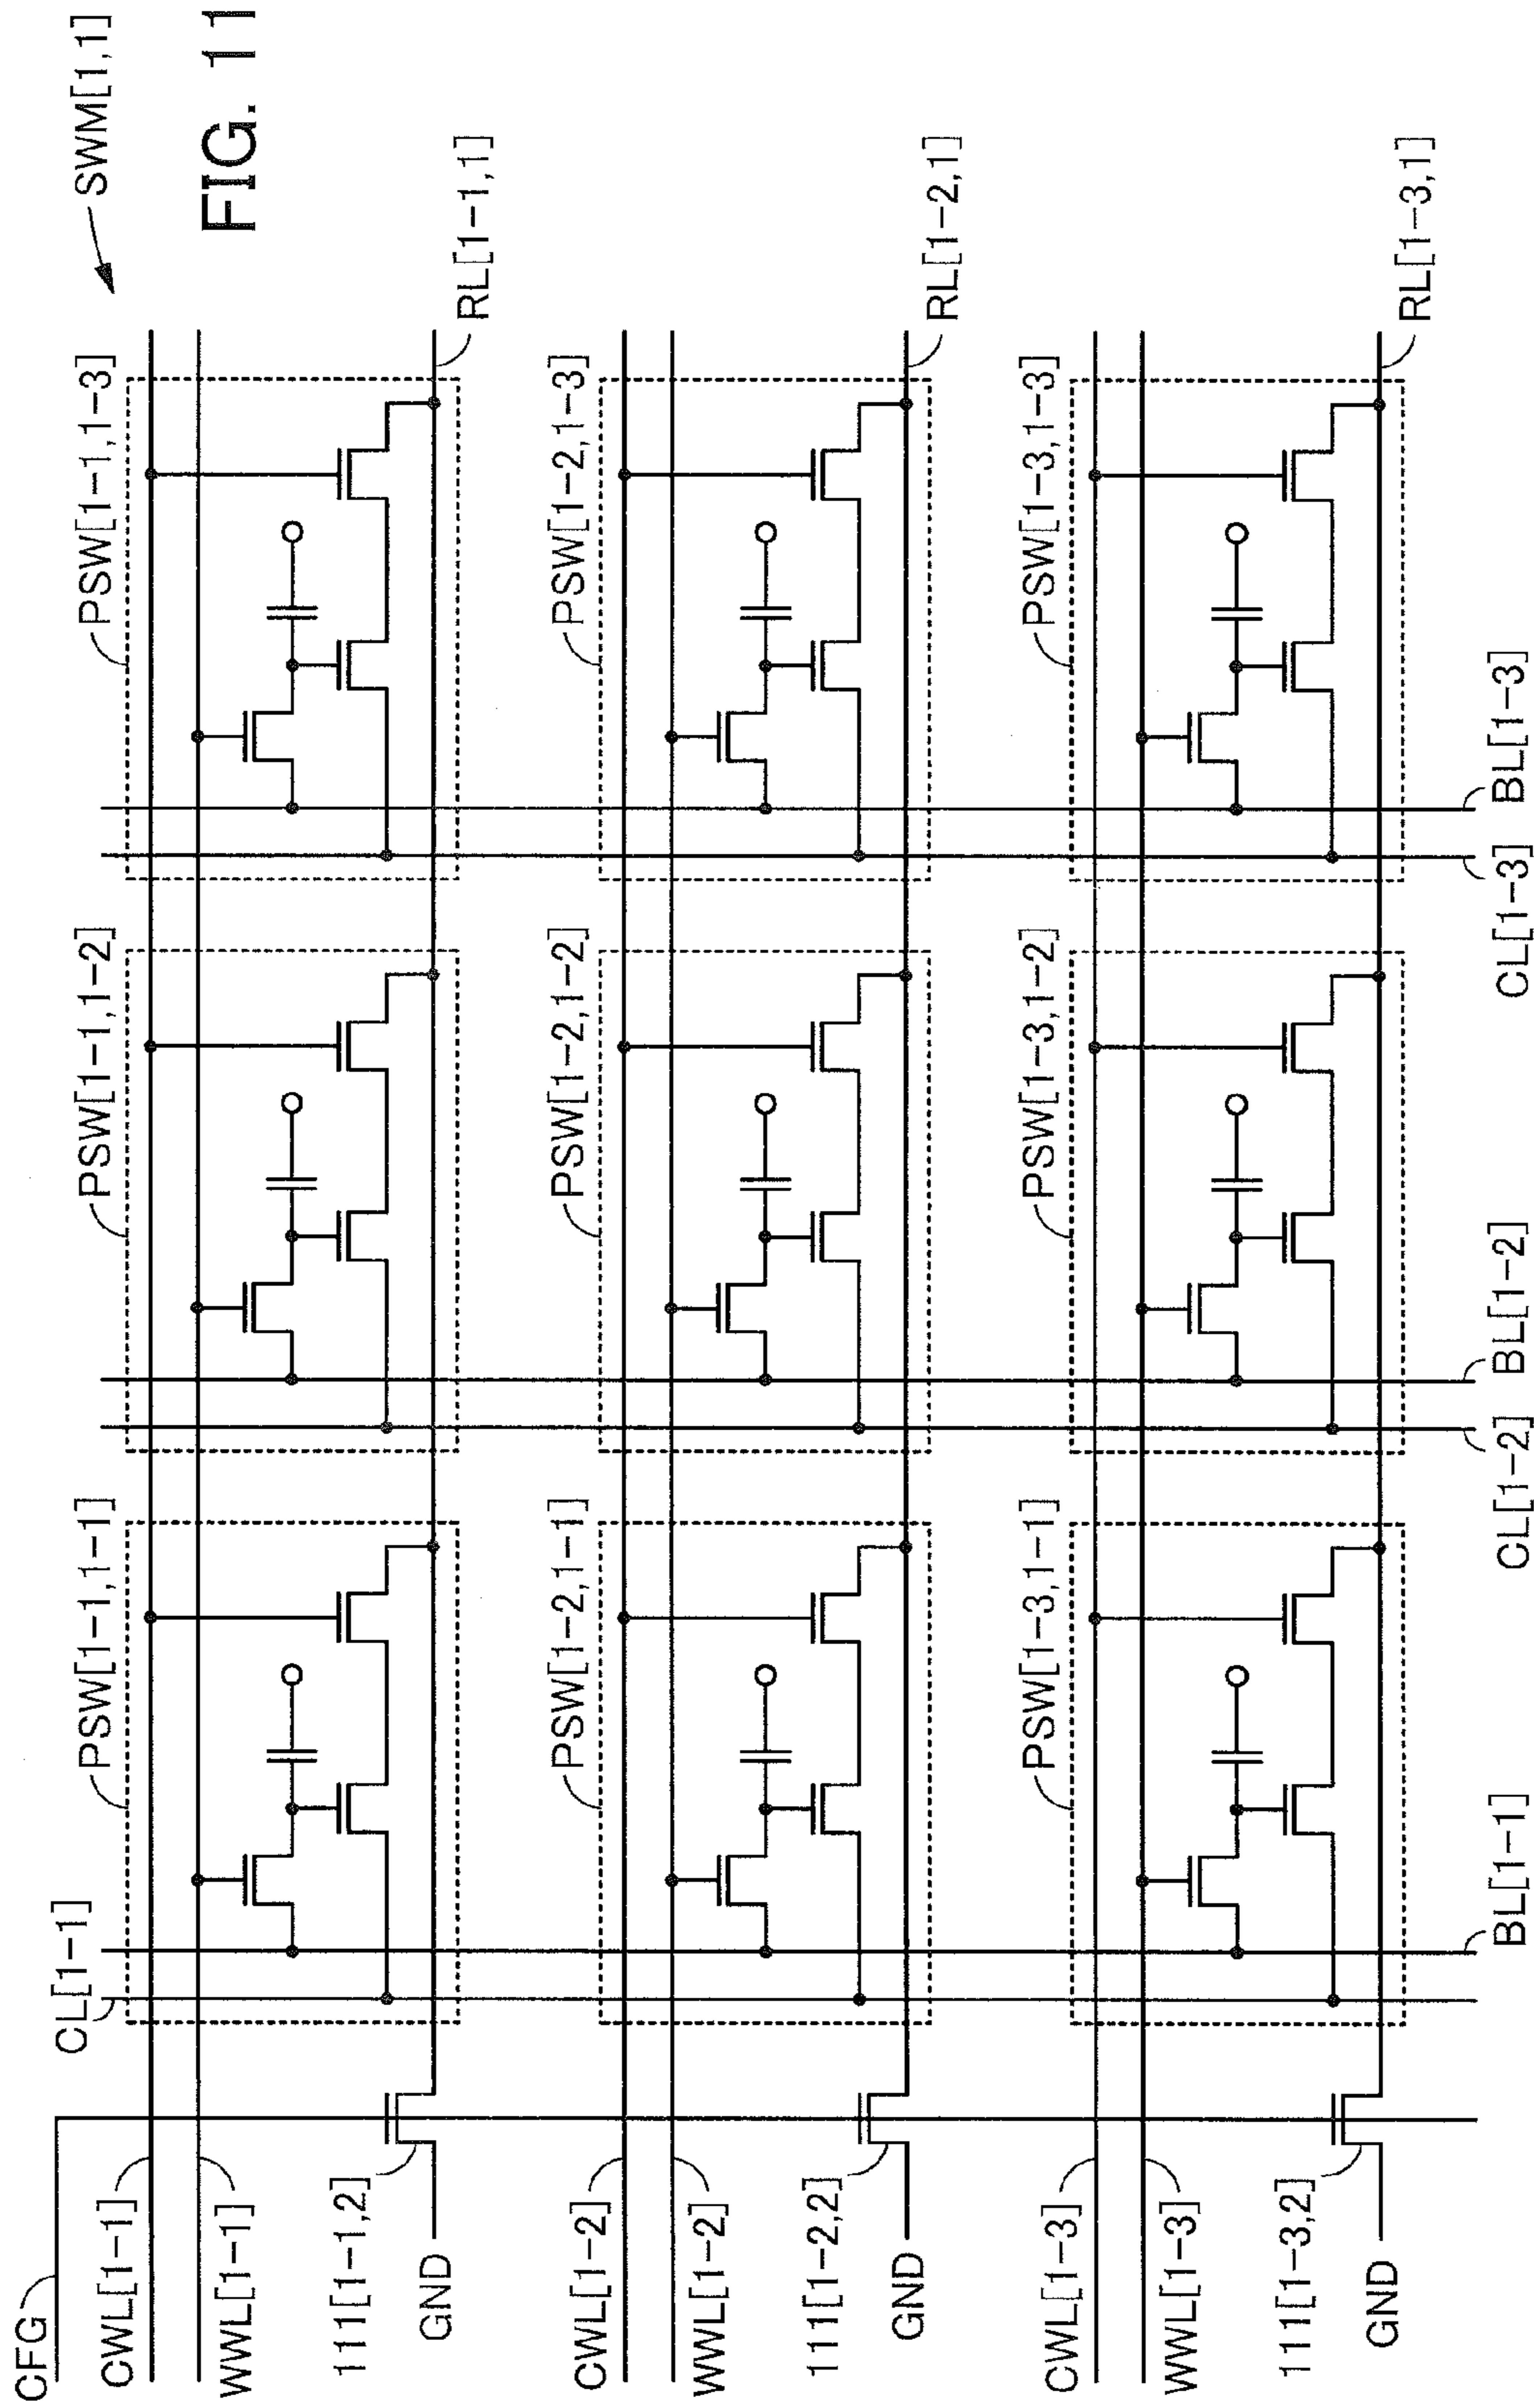 FIG. 11
SWM[1,1]
CFG
CL[1-1]
PSW[1-1,1-1]
PSW[1-1,1-2]
PSW[1-1,1-3]
CWL[1-1]
WWL[1-1]
111[1-1,2]
GND
RL[1-1,1]
PSW[1-2,1-1]
PSW[1-2,1-2]
PSW[1-2,1-3]
CWL[1-2]
WWL[1-2]
111[1-2,2]
GND
RL[1-2,1]
PSW[1-3,1-1]
PSW[1-3,1-2]
PSW[1-3,1-3]
CWL[1-3]
WWL[1-3]
111[1-3,2]
GND
RL[1-3,1]
BL[1-1]
CL[1-2]
BL[1-2]
CL[1-3]
BL[1-3]